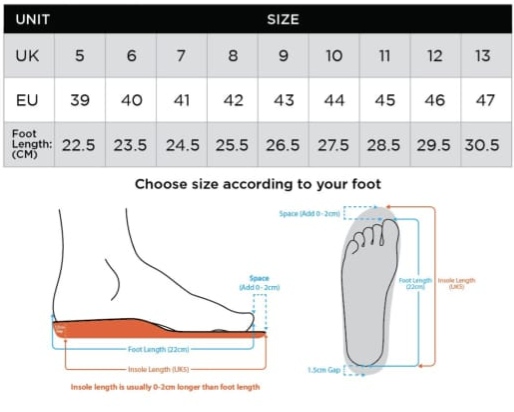 UNIT SIZE
UK 5 6 7 8 9 10 11 12 13
EU 39 40 41 42 43 44 45 46 47
Foot
Length:
(CM) 22.5 23.5 24.5 25.5 26.5 27.5 28.5 29.5 30.5
Choose size according to your foot
Space (Add 0-2cm)
Space
(Add 0-2cm)
Foot Length
(22cm)
Insole Length
(UK5)
Foot Length (22cm)
Insole Length (UK5)
1.5cm Gap
Insole length is usually 0-2cm longer than foot length